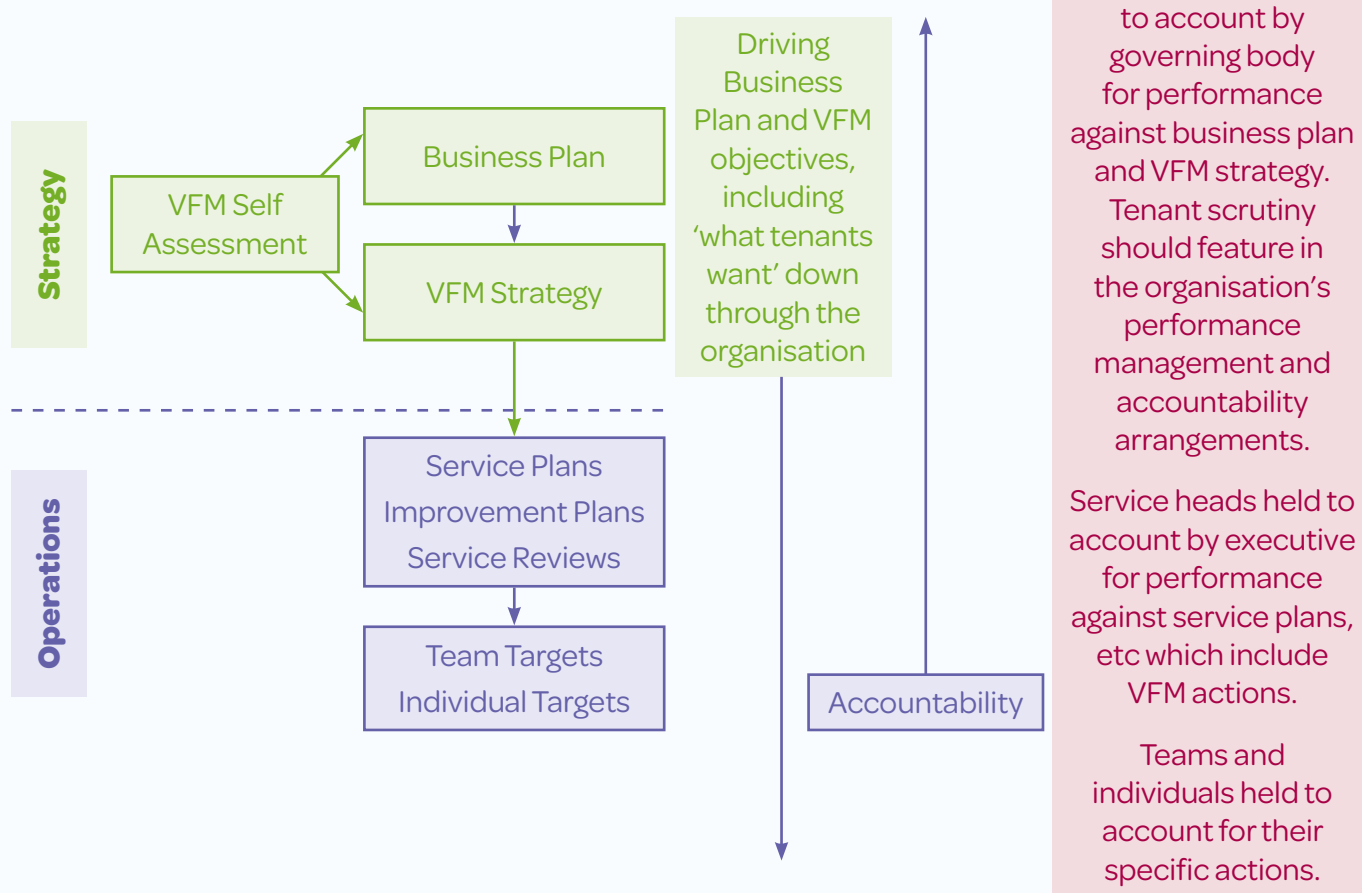 Strategy
VFM Self
Assessment
Business Plan
VFM Strategy
Driving
Business
Plan and VFM
objectives,
including
‘what tenants
want’ down
through the
organisation
Operations
Service Plans
Improvement Plans
Service Reviews
Team Targets
Individual Targets
Accountability
to account by
governing body
for performance
against business plan
and VFM strategy.
Tenant scrutiny
should feature in
the organisation’s
performance
management and
accountability
arrangements.
Service heads held to
account by executive
for performance
against service plans,
etc which include
VFM actions.
Teams and
individuals held to
account for their
specific actions.